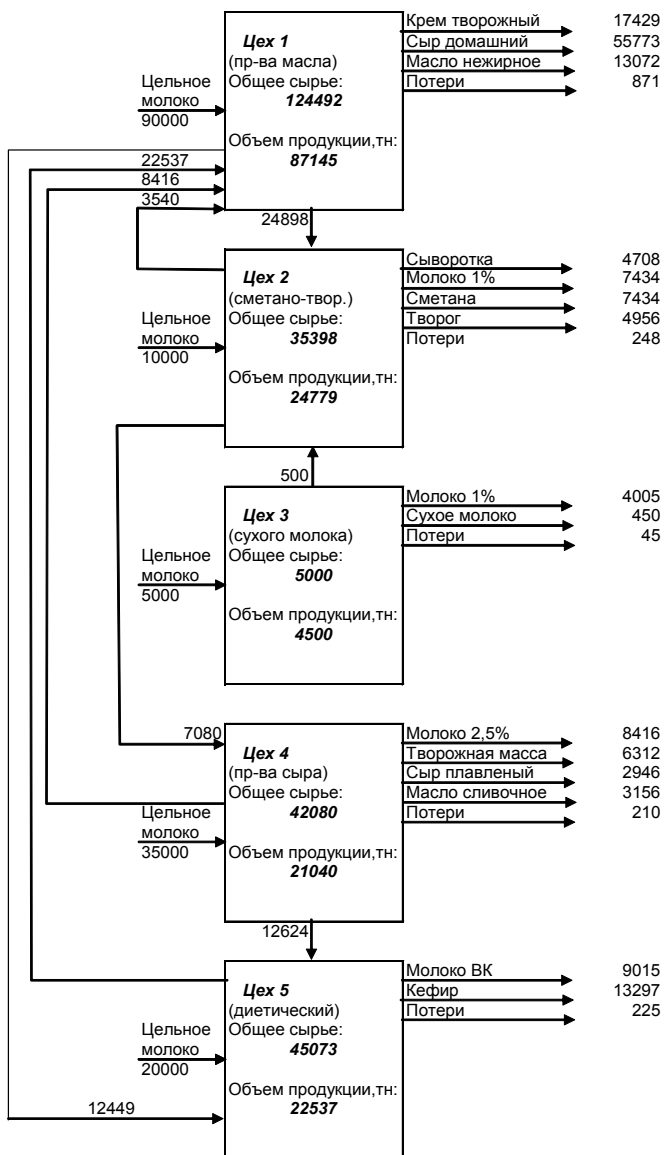 Цех 1
(пр-ва масла)
Общее сырье:
124492
Объем продукции,тн:
87145
Цельное
молоко
90000
22537
8416
3540
Крем творожный 17429
Сыр домашний 55773
Масло нежирное 13072
Потери 871
24898
Цех 2
(сметано-твор.)
Общее сырье:
35398
Объем продукции,тн:
24779
Цельное
молоко
10000
Сыворотка 4708
Молоко 1% 7434
Сметана 7434
Творог 4956
Потери 248
500
Цех 3
(сухого молока)
Общее сырье:
5000
Объем продукции,тн:
4500
Цельное
молоко
5000
Молоко 1% 4005
Сухое молоко 450
Потери 45
7080
Цех 4
(пр-ва сыра)
Общее сырье:
42080
Объем продукции,тн:
21040
Цельное
молоко
35000
Молоко 2,5% 8416
Творожная масса 6312
Сыр плавленый 2946
Масло сливочное 3156
Потери 210
12624
Цех 5
(диетический)
Общее сырье:
45073
Объем продукции,тн:
22537
Цельное
молоко
20000
12449
Молоко ВК 9015
Кефир 13297
Потери 225